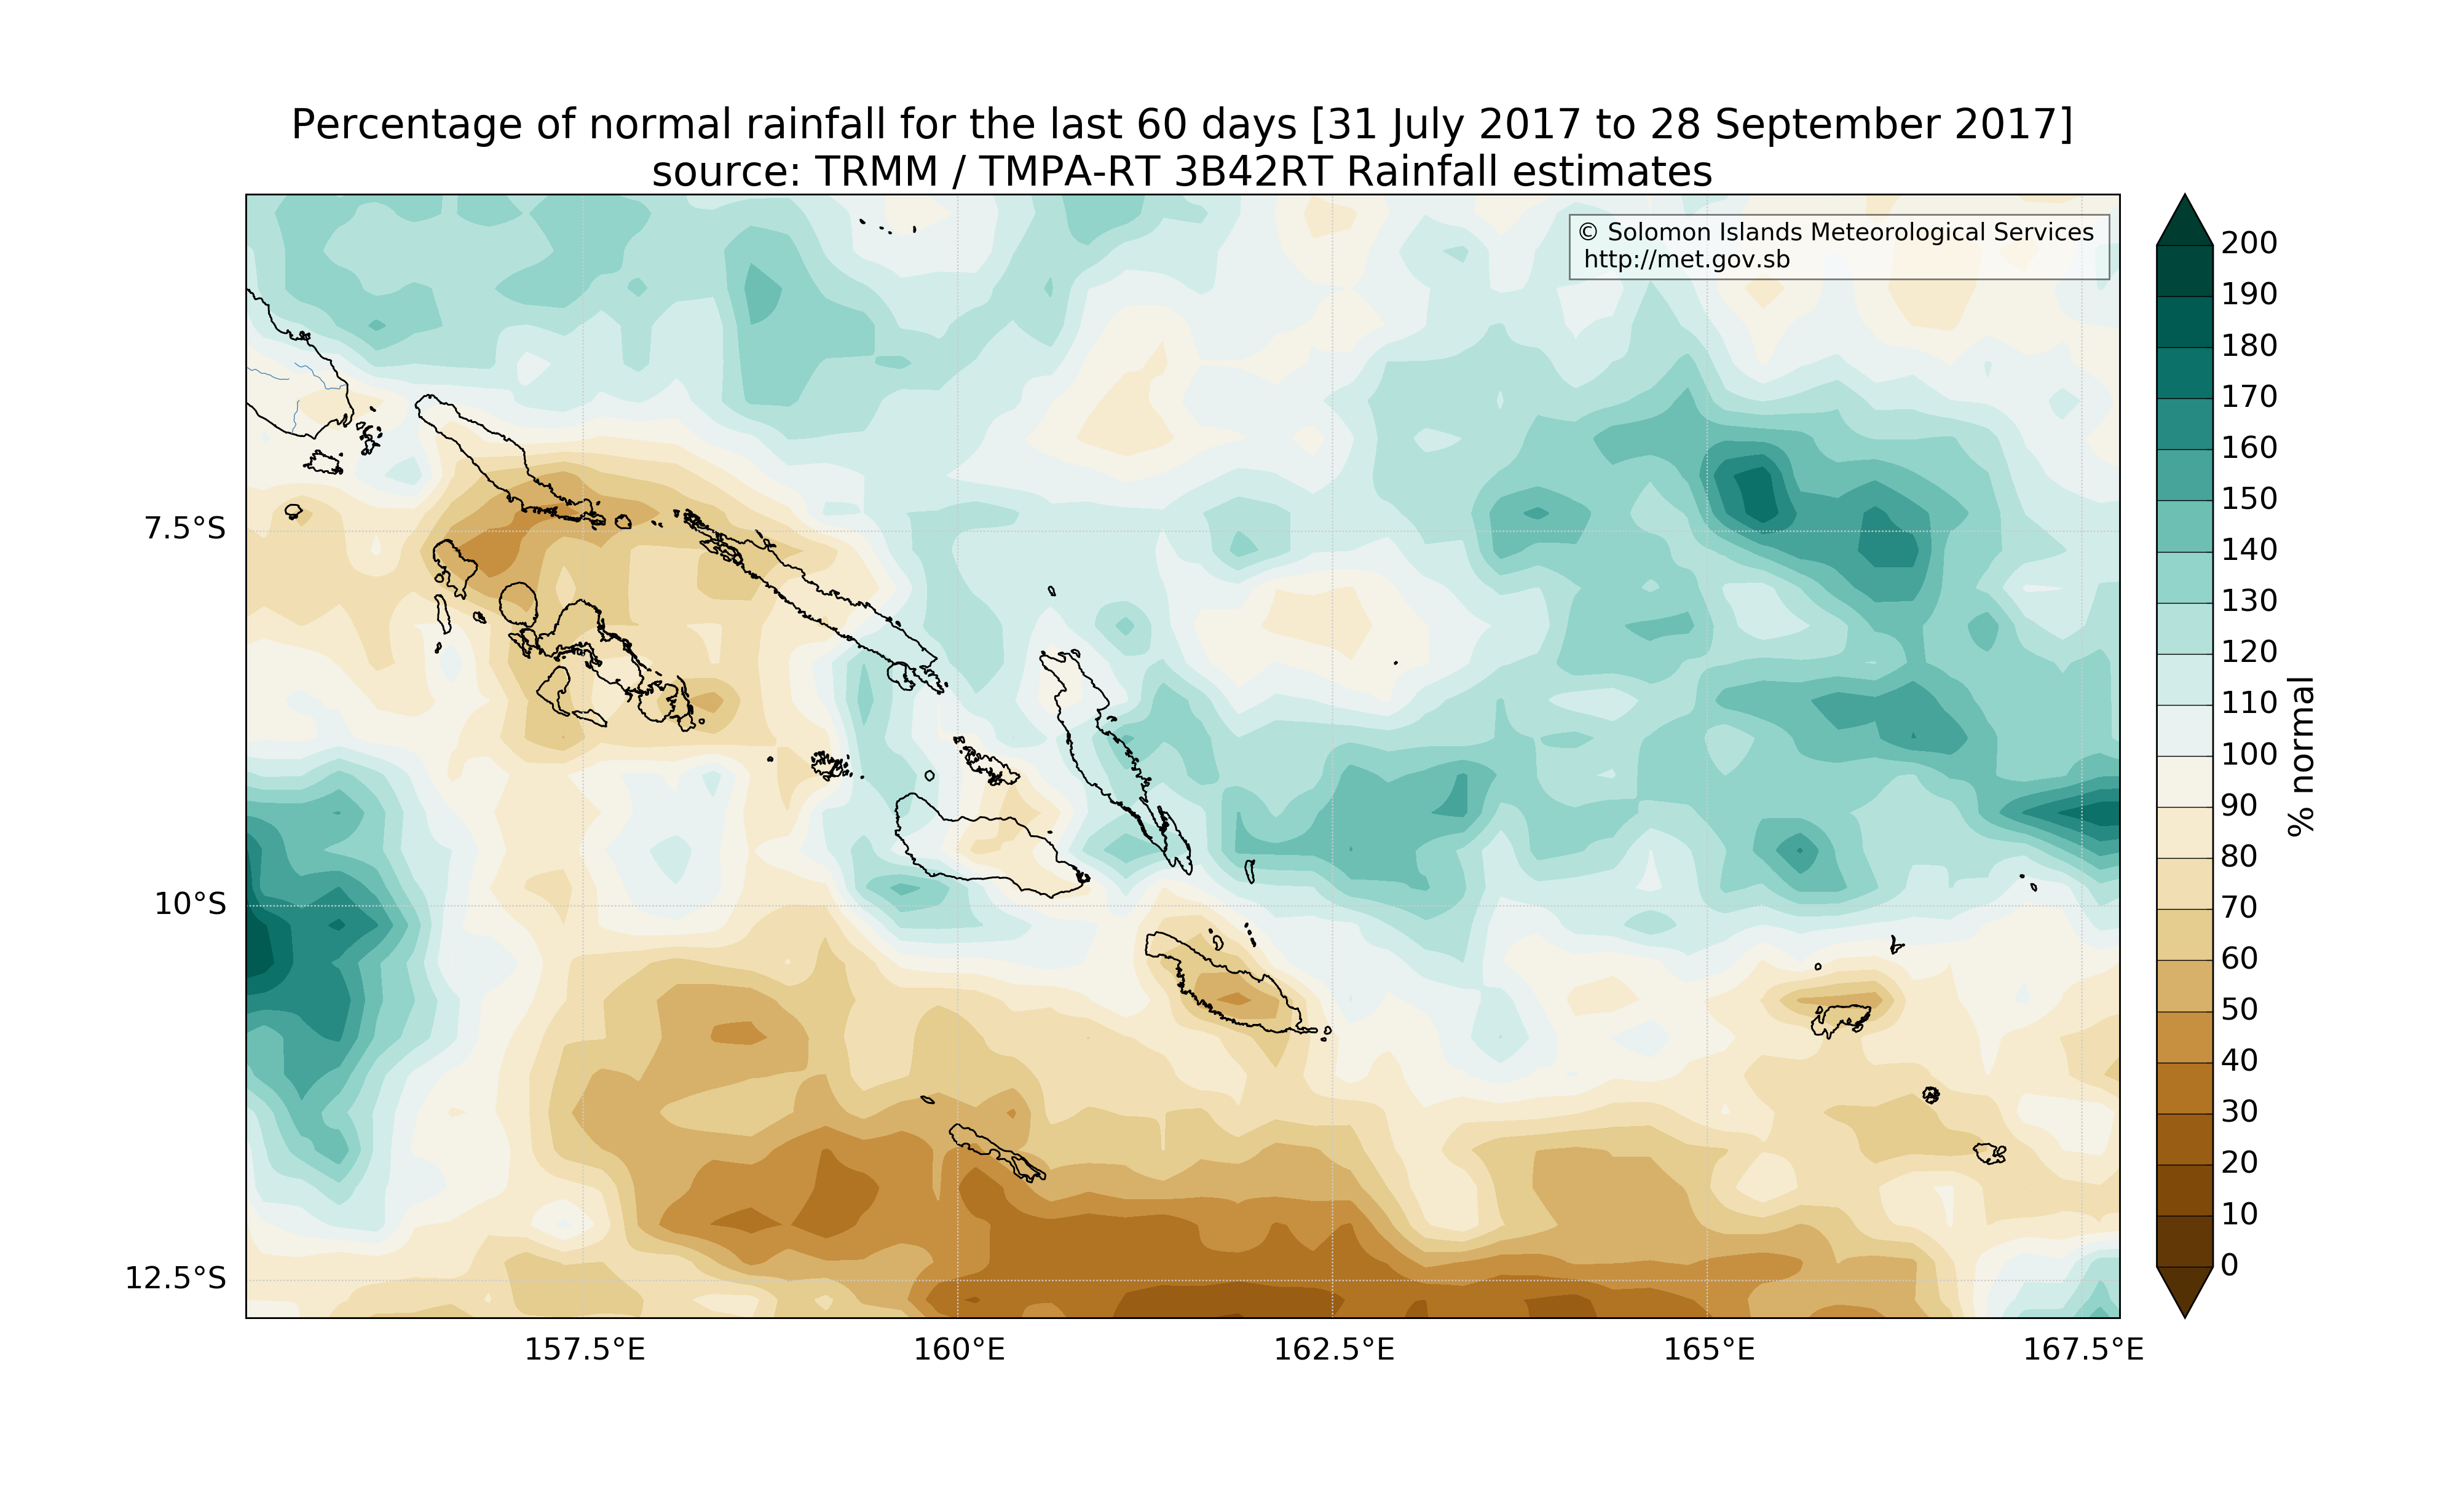 Percentage of normal rainfall for the last 60 days [31 July 2017 to 28 September 2017]
source: TRMM / TMPA-RT 3B42RT Rainfall estimates
© Solomon Islands Meteorological Services
http://met.gov.sb
7.5°S
10°S
12.5°S
157.5°E
160°E
162.5°E
165°E
167.5°E
200
190
180
170
160
150
140
130
120
110
100
90
80
70
60
50
40
30
20
10
0
% normal